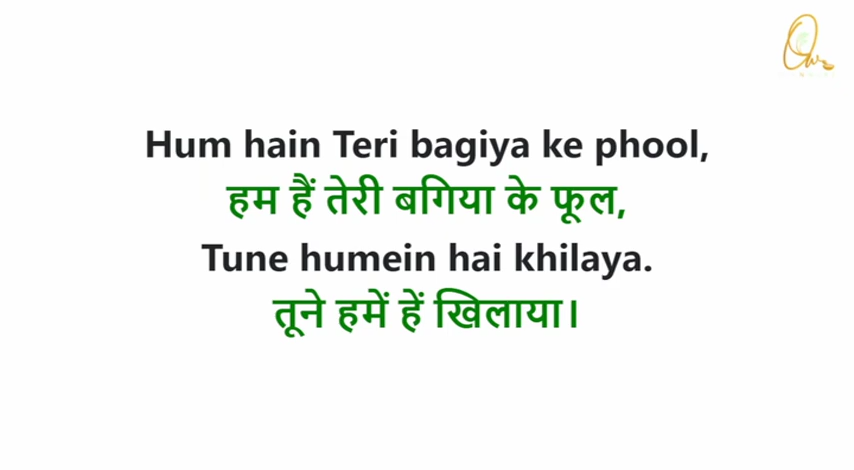 Hum hain Teri bagiya ke phool,
हम हैं तेरी बगिया के फूल,
Tune humein hai khilaya.
तूने हमें हें खिलाया।